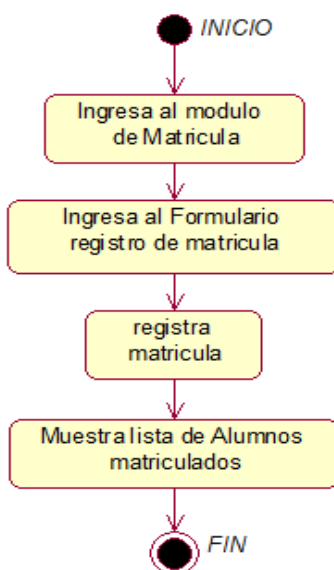 INICIO
Ingresa al modulo
de Matricula
Ingresa al Formulario
registro de matricula
registra
matricula
Muestra lista de Alumnos
matriculados
FIN